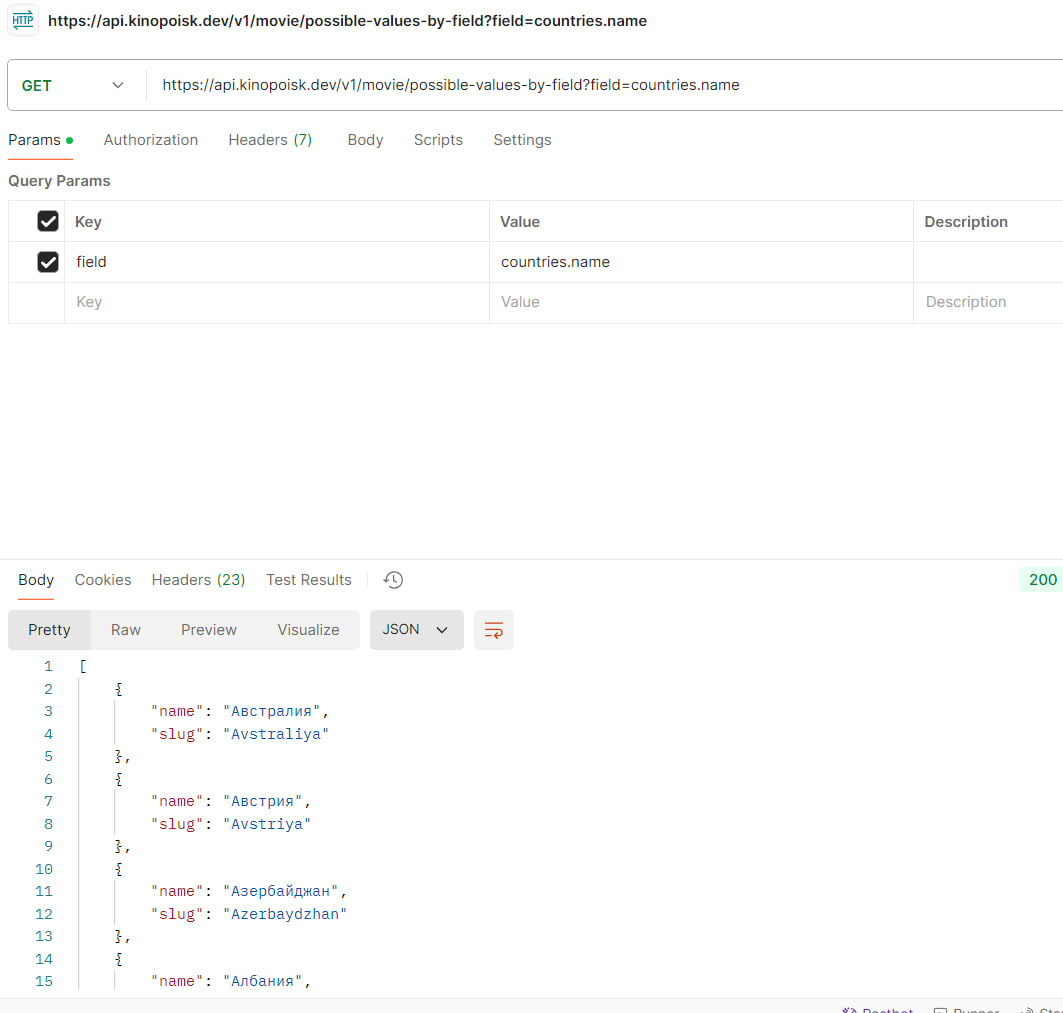 HTTP https://api.kinopoisk.dev/v1/movie/possible-values-by-field?field=countries.name
GET https://api.kinopoisk.dev/v1/movie/possible-values-by-field?field=countries.name
Params Authorization Headers (7) Body Scripts Settings
Query Params
Key Value Description
field countries.name
Key Value Description
Body Cookies Headers (23) Test Results 200
Pretty Raw Preview Visualize JSON
1 [
2 {
3 "name": "Австралия",
4 "slug": "Avstraliya"
5 },
6 {
7 "name": "Австрия",
8 "slug": "Avstriya"
9 },
10 {
11 "name": "Азербайджан",
12 "slug": "Azerbaydzhan"
13 },
14 {
15 "name": "Албания",
Postbot Runner